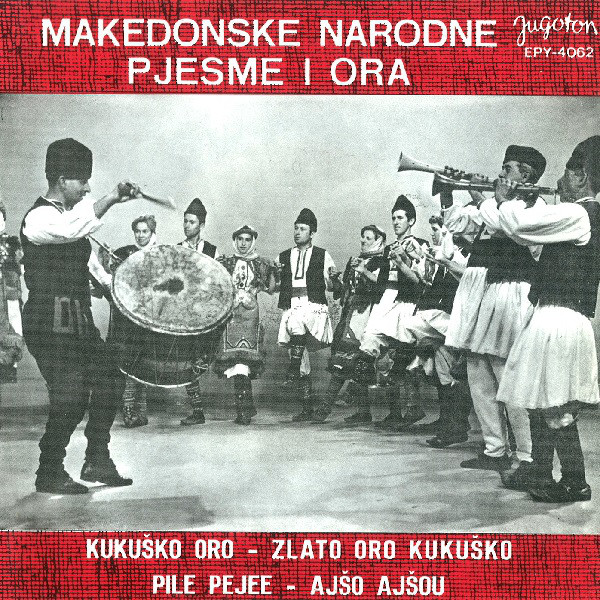 MAKEDONSKE NARODNE
PJESME I ORA
Jugoton
EPY-4062
KUKUŠKO ORO - ZLATO ORO KUKUŠKO
PILE PEJEE - AJŠO AJŠOU